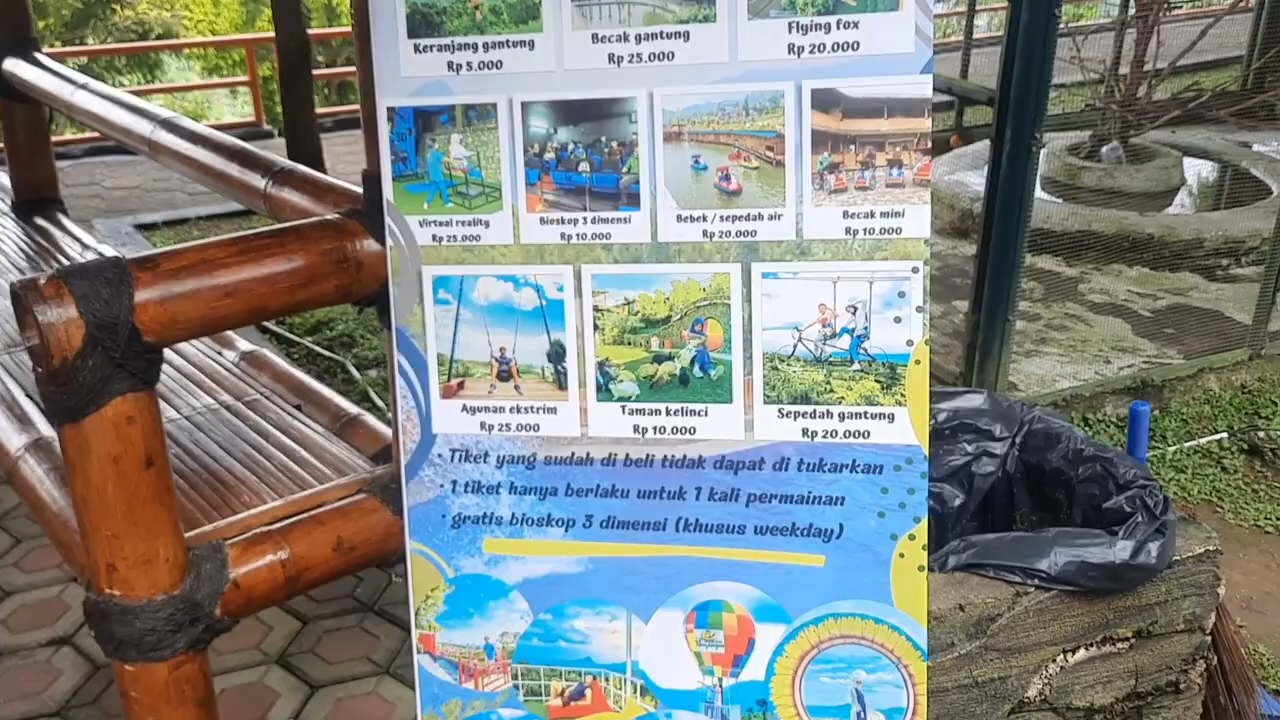 Keranjang gantung
Rp 5.000
Becak gantung
Rp 25.000
Flying fox
Rp 20.000
Virtual reality
Rp 25.000
Bioskop 3 dimensi
Rp 10.000
Bebek / sepedah air
Rp 20.000
Becak mini
Rp 10.000
Ayunan ekstrim
Rp 25.000
Taman kelinci
Rp 10.000
Sepedah gantung
Rp 20.000
• Tiket yang sudah di beli tidak dapat di tukarkan
• 1 tiket hanya berlaku untuk 1 kali permainan
• gratis bioskop 3 dimensi (khusus weekday)